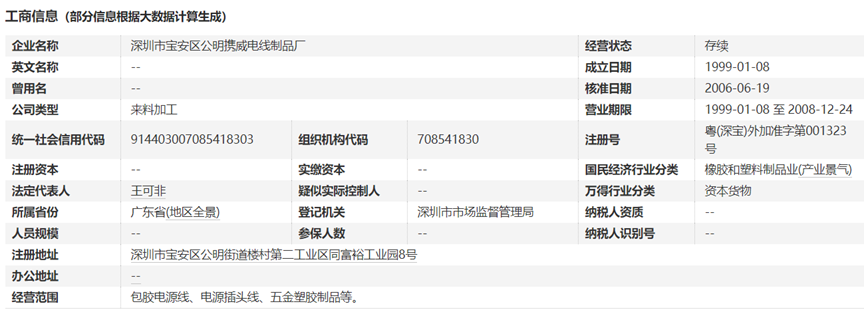 工商信息（部分信息根据大数据计算生成）
企业名称 深圳市宝安区公明携威电线制品厂 经营状态 存续
英文名称 -- 成立日期 1999-01-08
曾用名 -- 核准日期 2006-06-19
公司类型 来料加工 营业期限 1999-01-08 至 2008-12-24
统一社会信用代码 914403007085418303 组织机构代码 708541830 注册号 粤(深宝)外加准字第001323
号
注册资本 -- 实缴资本 -- 国民经济行业分类 橡胶和塑料制品业(产业景气)
法定代表人 王可非 疑似实际控制人 -- 万得行业分类 资本货物
所属省份 广东省(地区全景) 登记机关 深圳市市场监督管理局 纳税人资质 --
人员规模 -- 参保人数 -- 纳税人识别号 --
注册地址 深圳市宝安区公明街道楼村第二工业区同富裕工业园8号
办公地址 --
经营范围 包胶电源线、电源插头线、五金塑胶制品等。